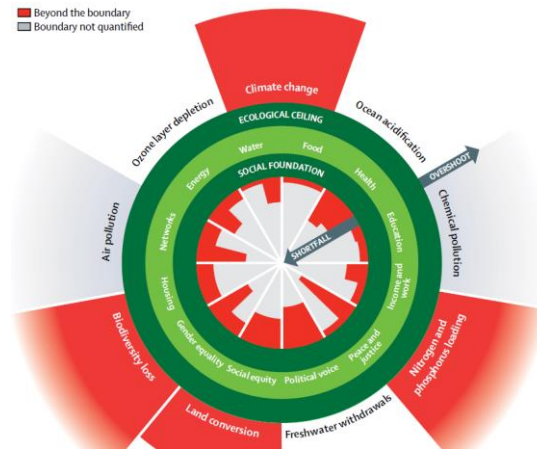 Beyond the boundary
Boundary not quantified
Climate change
Ozone layer depletion
Ocean acidification
ECOLOGICAL CEILING
OVERSHOOT
Water
Food
Energy
Health
SOCIAL FOUNDATION
Networks
Education
SHORTFALL
Air pollution
Chemical pollution
Housing
Income and
work
Gender equality
Peace and
justice
Social equity
Political voice
Biodiversity loss
Nitrogen and
phosphorus loading
Land conversion
Freshwater withdrawals